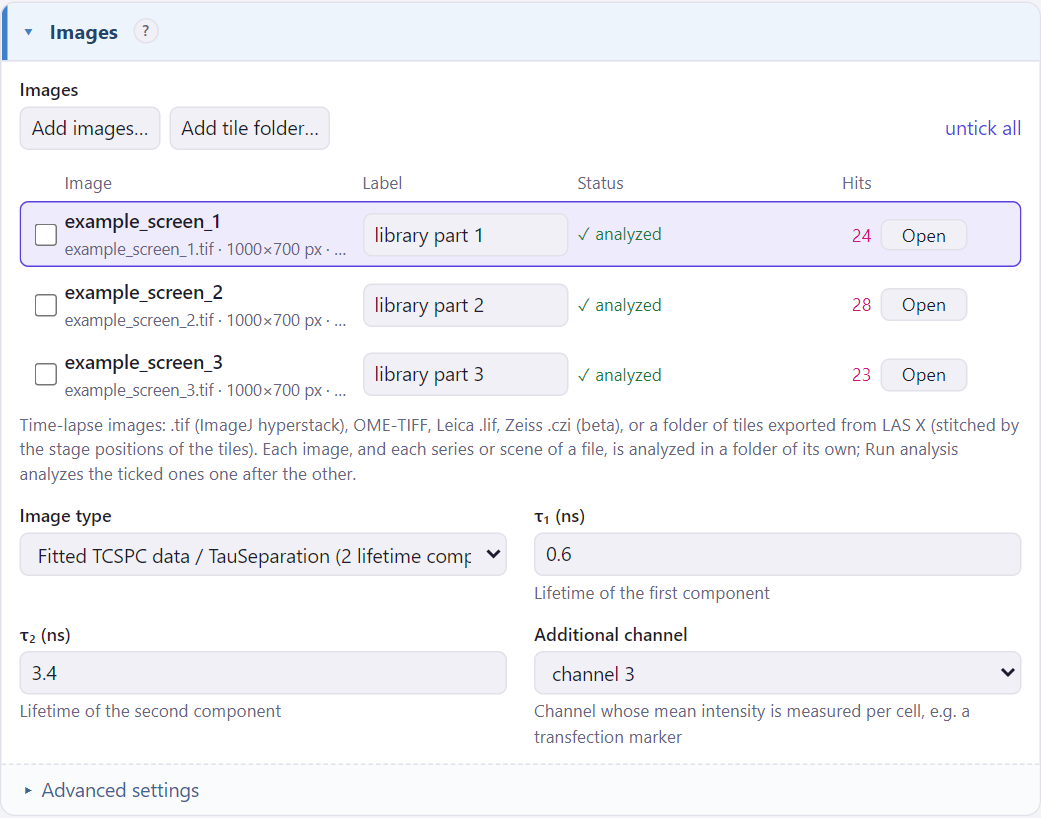 Images ?
Images
Add images... Add tile folder... untick all
Image Label Status Hits
example_screen_1
example_screen_1.tif · 1000×700 px · ...
library part 1 ✓ analyzed 24 Open
example_screen_2
example_screen_2.tif · 1000×700 px · ...
library part 2 ✓ analyzed 28 Open
example_screen_3
example_screen_3.tif · 1000×700 px · ...
library part 3 ✓ analyzed 23 Open
Time-lapse images: .tif (ImageJ hyperstack), OME-TIFF, Leica .lif, Zeiss .czi (beta), or a folder of tiles exported from LAS X (stitched by
the stage positions of the tiles). Each image, and each series or scene of a file, is analyzed in a folder of its own; Run analysis
analyzes the ticked ones one after the other.
Image type
Fitted TCSPC data / TauSeparation (2 lifetime comp
τ₁ (ns)
0.6
Lifetime of the first component
τ₂ (ns)
3.4
Lifetime of the second component
Additional channel
channel 3
Channel whose mean intensity is measured per cell, e.g. a
transfection marker
Advanced settings